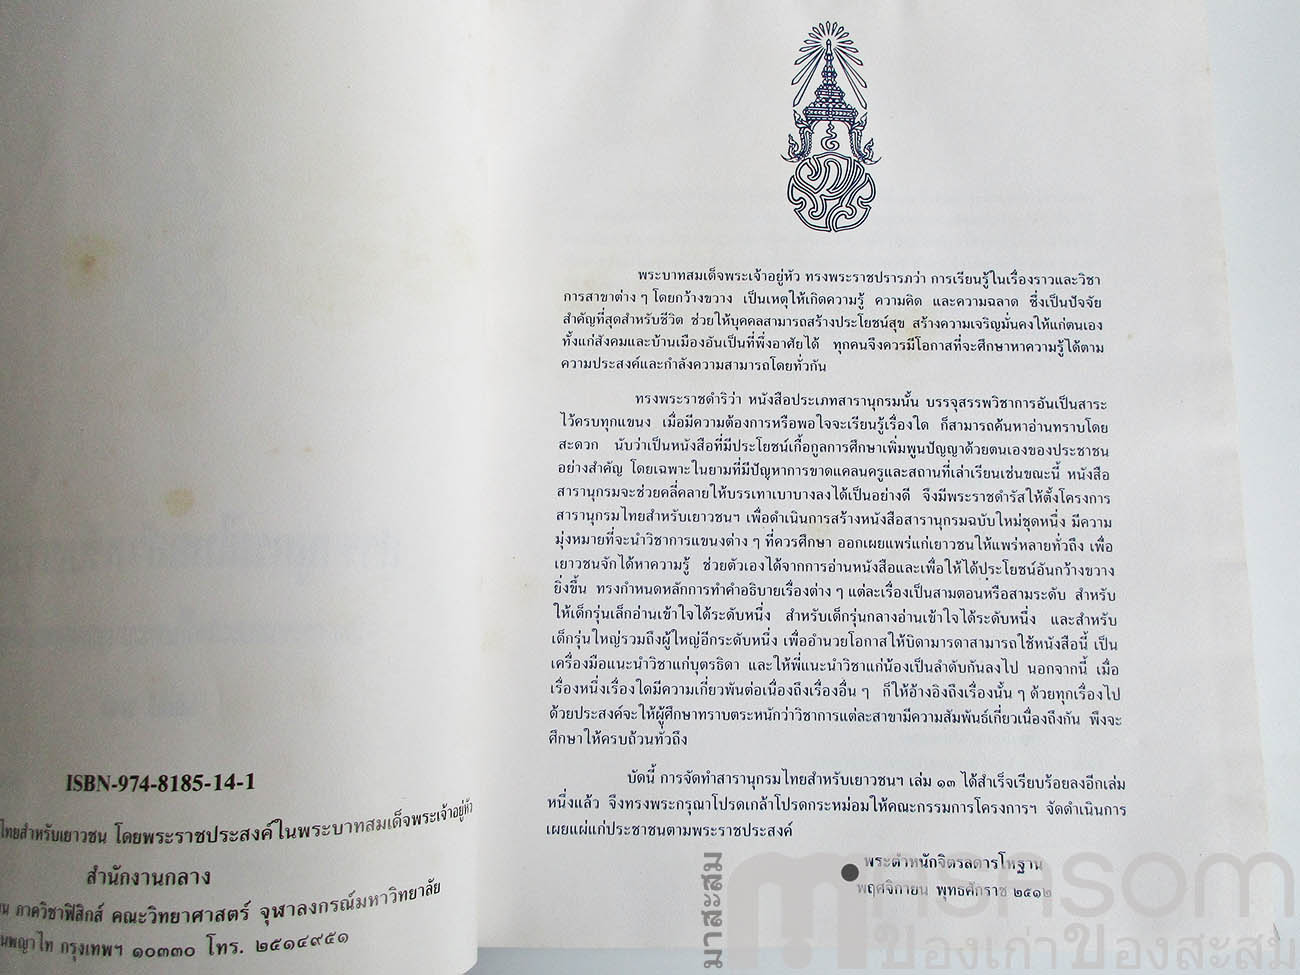 ISBN-974-8185-14-1
ไทยสำหรับเยาวชน โดยพระราชประสงค์ในพระบาทสมเด็จพระเจ้าอยู่หัว
สำนักงานกลาง
ภาควิชาฟิสิกส์ คณะวิทยาศาสตร์ จุฬาลงกรณ์มหาวิทยาลัย
นพญาไท กรุงเทพฯ ๑๐๓๓๐ โทร. ๒๕๑๔๙๕๑
พระบาทสมเด็จพระเจ้าอยู่หัว ทรงพระราชปรารภว่า การเรียนรู้ในเรื่องราวและวิชา
การสาขาต่าง ๆ โดยกว้างขวาง เป็นเหตุให้เกิดความรู้ ความคิด และความฉลาด ซึ่งเป็นปัจจัย
สำคัญที่สุดสำหรับชีวิต ช่วยให้บุคคลสามารถสร้างประโยชน์สุข สร้างความเจริญมั่นคงให้แก่ตนเอง
ทั้งแก่สังคมและบ้านเมืองอันเป็นที่พึ่งอาศัยได้ ทุกคนจึงควรมีโอกาสที่จะศึกษาหาความรู้ได้ตาม
ความประสงค์และกำลังความสามารถโดยทั่วกัน
ทรงพระราชดำริว่า หนังสือประเภทสารานุกรมนั้น บรรจุสรรพวิชาการอันเป็นสาระ
ไว้ครบทุกแขนง เมื่อมีความต้องการหรือพอใจจะเรียนรู้เรื่องใด ก็สามารถค้นหาอ่านทราบโดย
สะดวก นับว่าเป็นหนังสือที่มีประโยชน์เกื้อกูลการศึกษาเพิ่มพูนปัญญาด้วยตนเองของประชาชน
อย่างสำคัญ โดยเฉพาะในยามที่มีปัญหาการขาดแคลนครูและสถานที่เล่าเรียนเช่นขณะนี้ หนังสือ
สารานุกรมจะช่วยคลี่คลายให้บรรเทาเบาบางลงได้เป็นอย่างดี จึงมีพระราชดำรัสให้ตั้งโครงการ
สารานุกรมไทยสำหรับเยาวชนฯ เพื่อดำเนินการสร้างหนังสือสารานุกรมฉบับใหม่ชุดหนึ่ง มีความ
มุ่งหมายที่จะนำวิชาการแขนงต่าง ๆ ที่ควรศึกษา ออกเผยแพร่แก่เยาวชนให้แพร่หลายทั่วถึง เพื่อ
เยาวชนจักได้หาความรู้ ช่วยตัวเองได้จากการอ่านหนังสือและเพื่อให้ได้ประโยชน์อันกว้างขวาง
ยิ่งขึ้น ทรงกำหนดหลักการทำคำอธิบายเรื่องต่าง ๆ แต่ละเรื่องเป็นสามตอนหรือสามระดับ สำหรับ
ให้เด็กรุ่นเล็กอ่านเข้าใจได้ระดับหนึ่ง สำหรับเด็กรุ่นกลางอ่านเข้าใจได้ระดับหนึ่ง และสำหรับ
เด็กรุ่นใหญ่รวมถึงผู้ใหญ่อีกระดับหนึ่ง เพื่ออำนวยโอกาสให้บิดามารดาสามารถใช้หนังสือนี้ เป็น
เครื่องมือแนะนำวิชาแก่บุตรธิดา และให้พี่แนะนำวิชาแก่น้องเป็นลำดับกันลงไป นอกจากนี้ เมื่อ
เรื่องหนึ่งเรื่องใดมีความเกี่ยวพันต่อเนื่องถึงเรื่องอื่น ๆ ก็ให้อ้างอิงถึงเรื่องนั้น ๆ ด้วยทุกเรื่องไป
ด้วยประสงค์จะให้ผู้ศึกษาทราบตระหนักว่าวิชาการแต่ละสาขามีความสัมพันธ์เกี่ยวเนื่องถึงกัน พึงจะ
ศึกษาให้ครบถ้วนทั่วถึง
บัดนี้ การจัดทำสารานุกรมไทยสำหรับเยาวชนฯ เล่ม ๑๓ ได้สำเร็จเรียบร้อยลงอีกเล่ม
หนึ่งแล้ว จึงทรงพระกรุณาโปรดเกล้าโปรดกระหม่อมให้คณะกรรมการโครงการฯ จัดดำเนินการ
เผยแผ่แก่ประชาชนตามพระราชประสงค์
พระตำหนักจิตรลดารโหฐาน
พฤศจิกายน พุทธศักราช ๒๕๑๒
มาสะสม
masasom
ของเก่าของสะสม